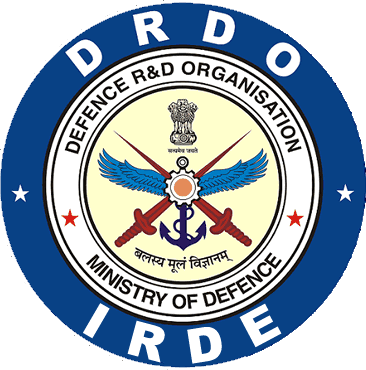 DRDO
DEFENCE R&D ORGANISATION
सत्यमेव जयते
बलस्य मूलं विज्ञानम्
MINISTRY OF DEFENCE
IRDE